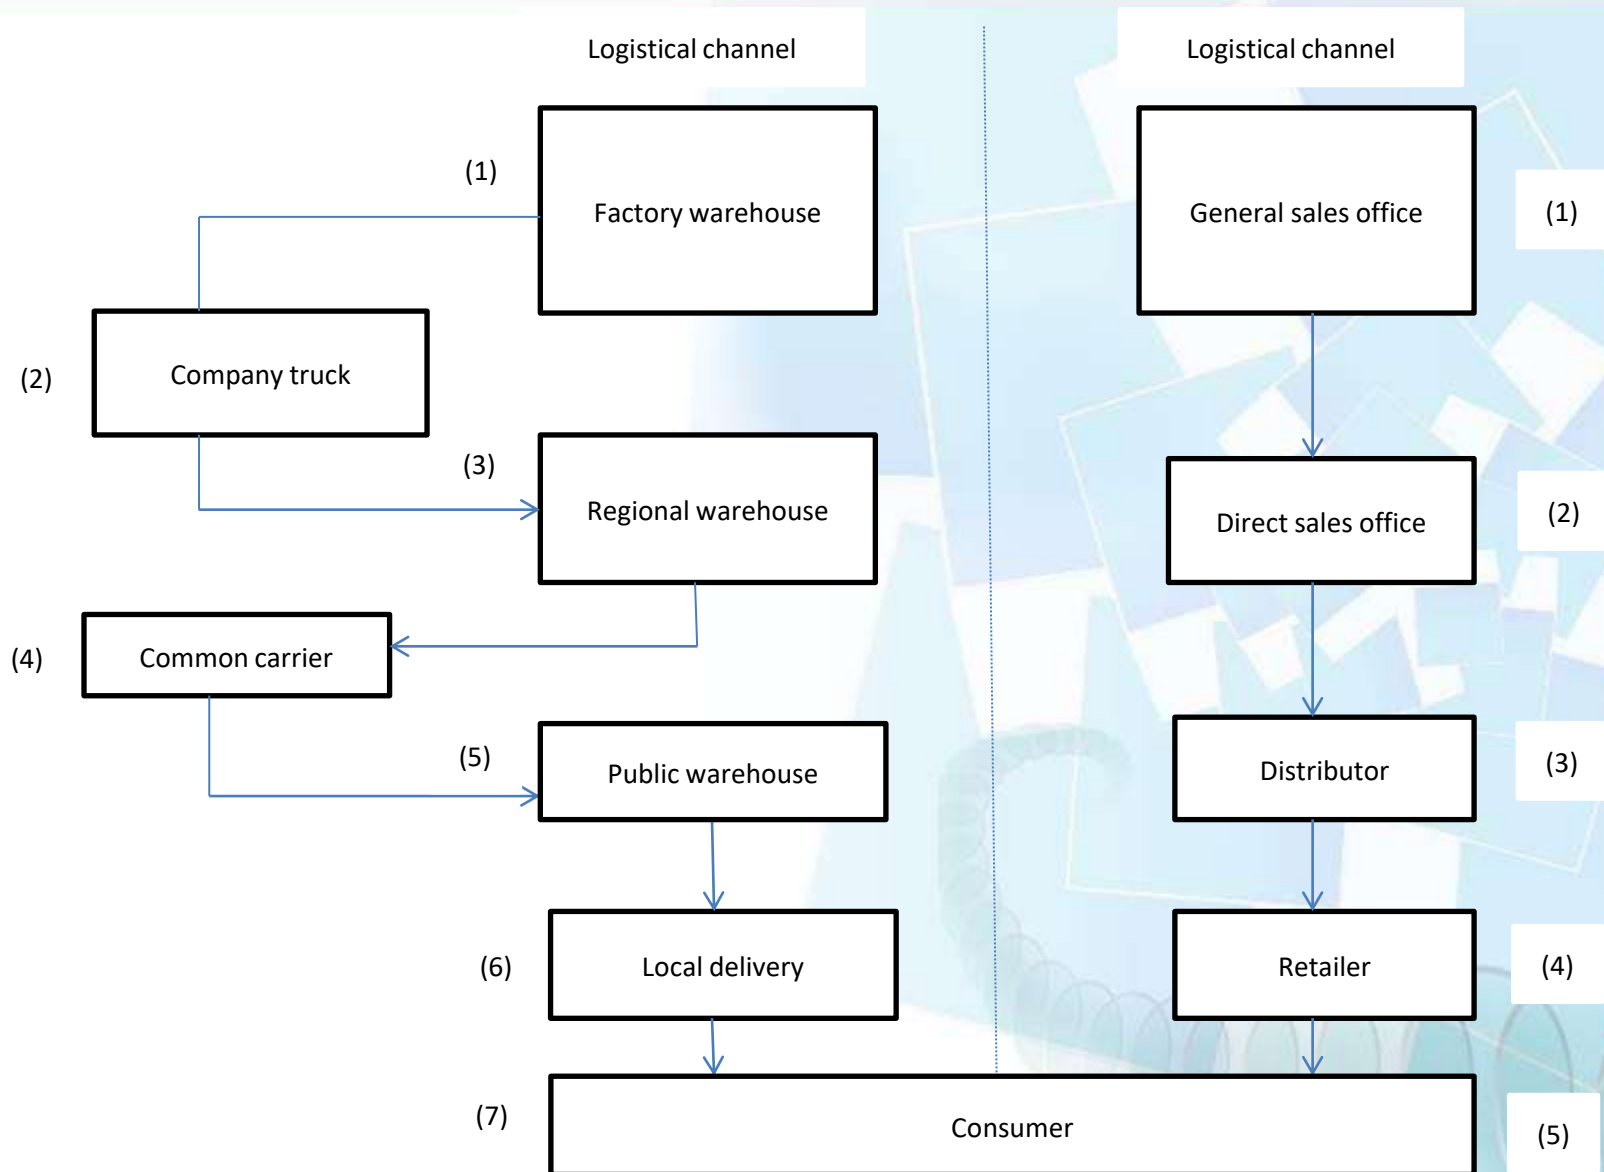 Logistical channel
Logistical channel
(1)
Factory warehouse
General sales office
(1)
(2)
Company truck
(3)
Regional warehouse
Direct sales office
(2)
(4)
Common carrier
(5)
Public warehouse
Distributor
(3)
(6)
Local delivery
Retailer
(4)
(7)
Consumer
(5)